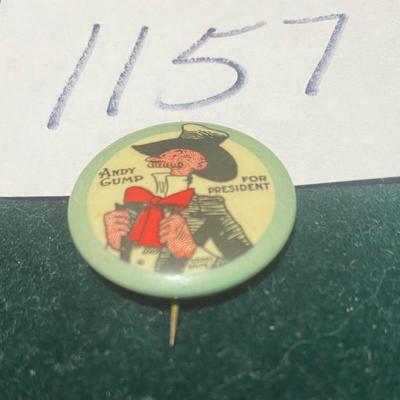 1157
ANDY FOR
GUMP PRESIDENT